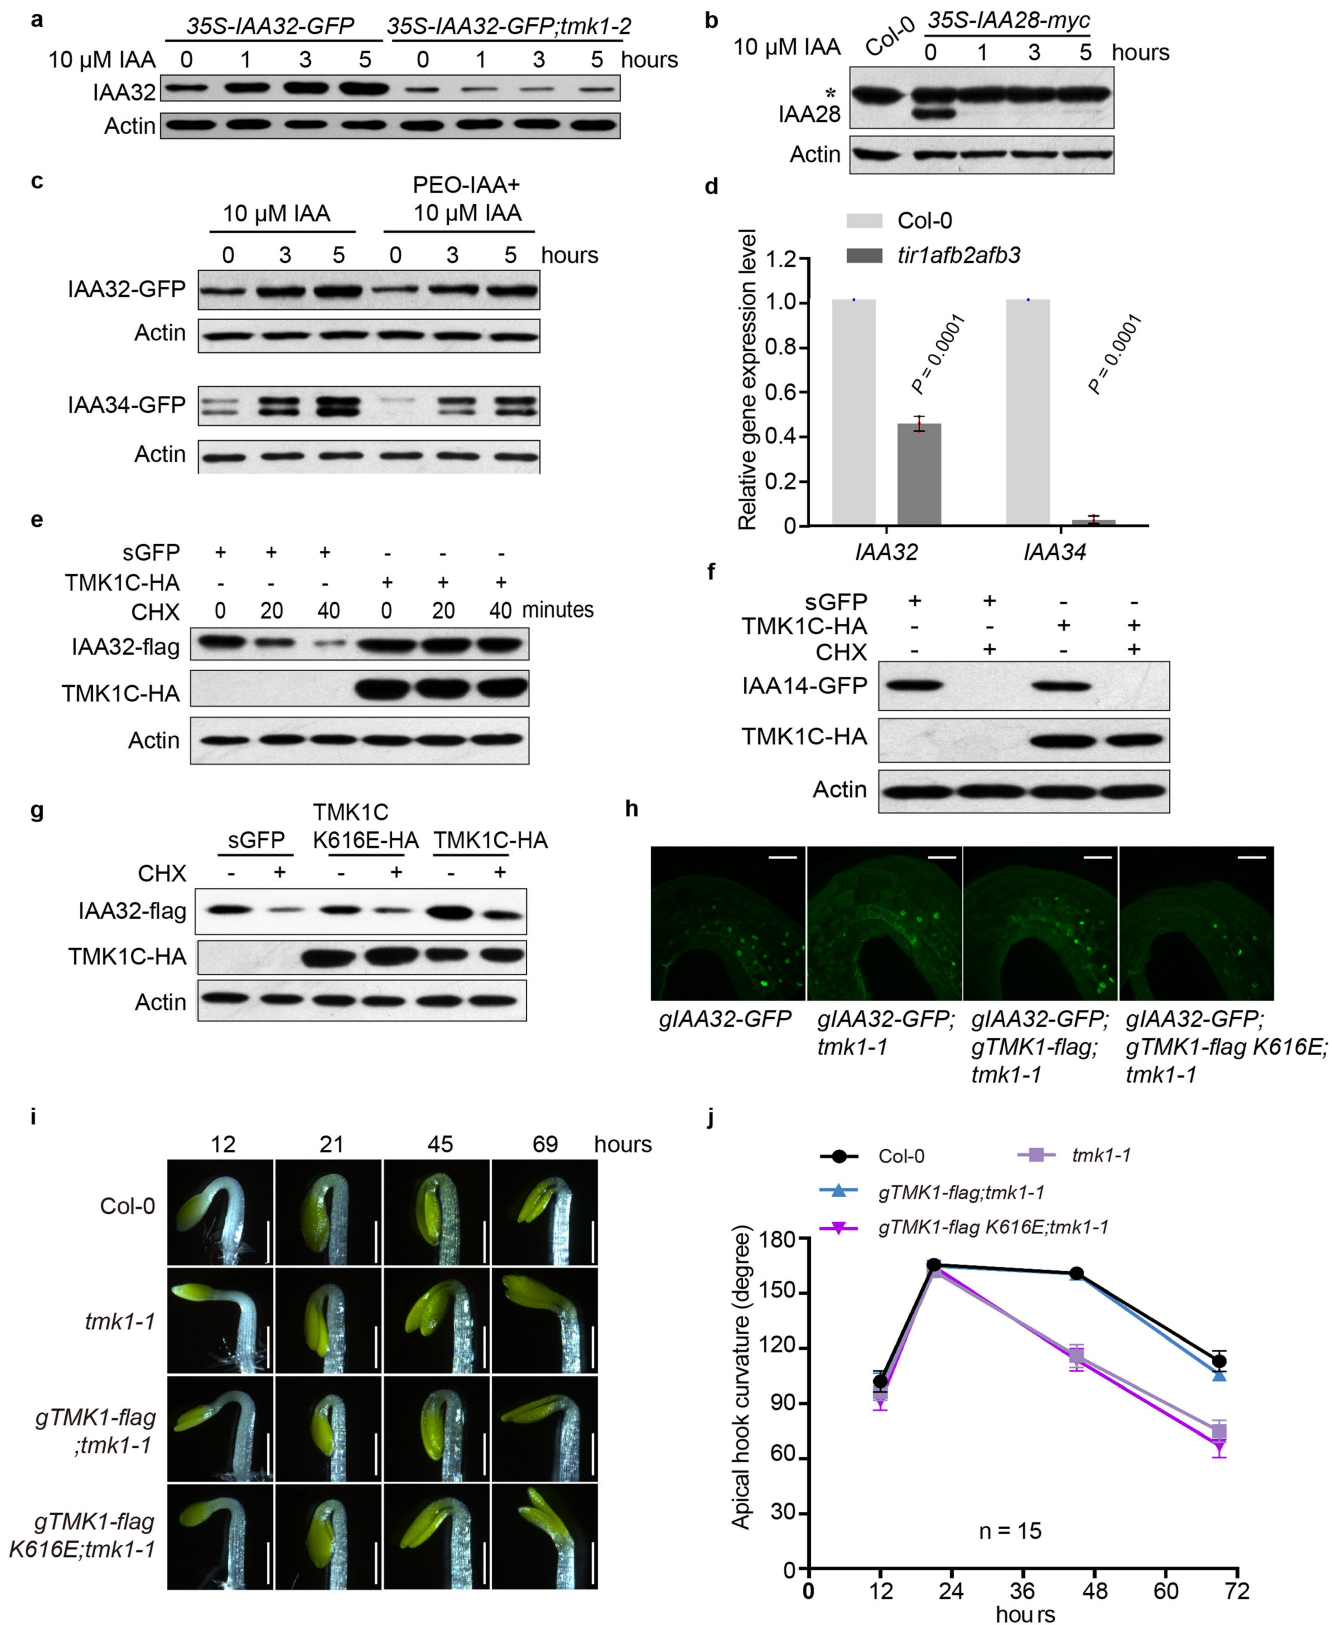 a
35S-IAA32-GFP 35S-IAA32-GFP;tmk1-2
10 µM IAA 0 1 3 5 0 1 3 5 hours
IAA32
Actin
b
Col-0 35S-IAA28-myc
10 µM IAA 0 1 3 5 hours
*
IAA28
Actin
c
PEO-IAA+
10 µM IAA 10 µM IAA
0 3 5 0 3 5 hours
IAA32-GFP
Actin
IAA34-GFP
Actin
d
Col-0
tir1afb2afb3
Relative gene expression level
1.2
1.0
0.8
0.6
0.4
0.2
0
P = 0.0001
P = 0.0001
IAA32 IAA34
e
sGFP + + + - - -
TMK1C-HA - - - + + +
CHX 0 20 40 0 20 40 minutes
IAA32-flag
TMK1C-HA
Actin
f
sGFP + + - -
TMK1C-HA - - + +
CHX - + - +
IAA14-GFP
TMK1C-HA
Actin
g
TMK1C
sGFP K616E-HA TMK1C-HA
CHX - + - + - +
IAA32-flag
TMK1C-HA
Actin
h
gIAA32-GFP gIAA32-GFP; gIAA32-GFP; gIAA32-GFP;
tmk1-1 gTMK1-flag; gTMK1-flag K616E;
tmk1-1 tmk1-1
i
12 21 45 69 hours
Col-0
tmk1-1
gTMK1-flag
;tmk1-1
gTMK1-flag
K616E;tmk1-1
j
Col-0 tmk1-1
gTMK1-flag;tmk1-1
gTMK1-flag K616E;tmk1-1
Apical hook curvature (degree)
180
150
120
90
60
30
0
n = 15
0 12 24 36 48 60 72
hours